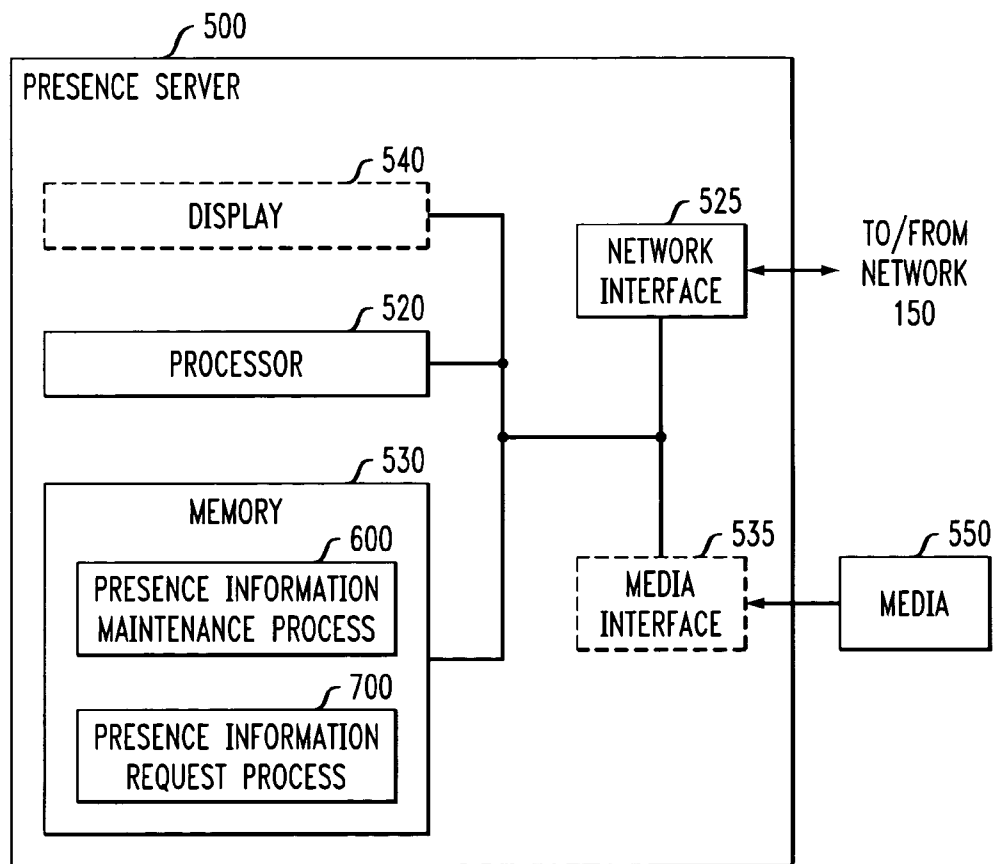 500
PRESENCE SERVER
540
DISPLAY
525
NETWORK
INTERFACE
TO/FROM
NETWORK
150
520
PROCESSOR
530
MEMORY
600
PRESENCE INFORMATION
MAINTENANCE PROCESS
700
PRESENCE INFORMATION
REQUEST PROCESS
535
MEDIA
INTERFACE
550
MEDIA